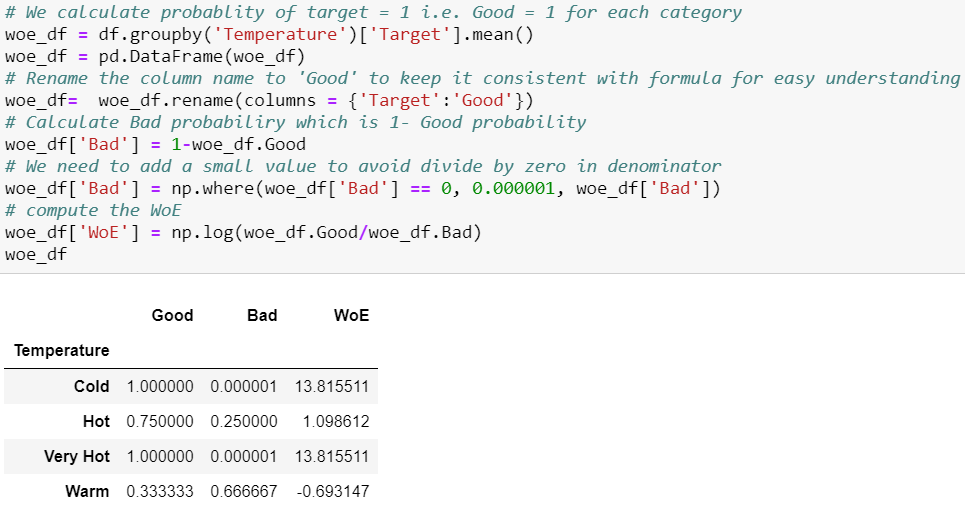 # We calculate probablity of target = 1 i.e. Good = 1 for each category
woe_df = df.groupby('Temperature')['Target'].mean()
woe_df = pd.DataFrame(woe_df)
# Rename the column name to 'Good' to keep it consistent with formula for easy understanding
woe_df=  woe_df.rename(columns = {'Target':'Good'})
# Calculate Bad probabiliry which is 1- Good probability
woe_df['Bad'] = 1-woe_df.Good
# We need to add a small value to avoid divide by zero in denominator
woe_df['Bad'] = np.where(woe_df['Bad'] == 0, 0.000001, woe_df['Bad'])
# compute the WoE
woe_df['WoE'] = np.log(woe_df.Good/woe_df.Bad)
woe_df
Good Bad WoE
Temperature
Cold 1.000000 0.000001 13.815511
Hot 0.750000 0.250000 1.098612
Very Hot 1.000000 0.000001 13.815511
Warm 0.333333 0.666667 -0.693147